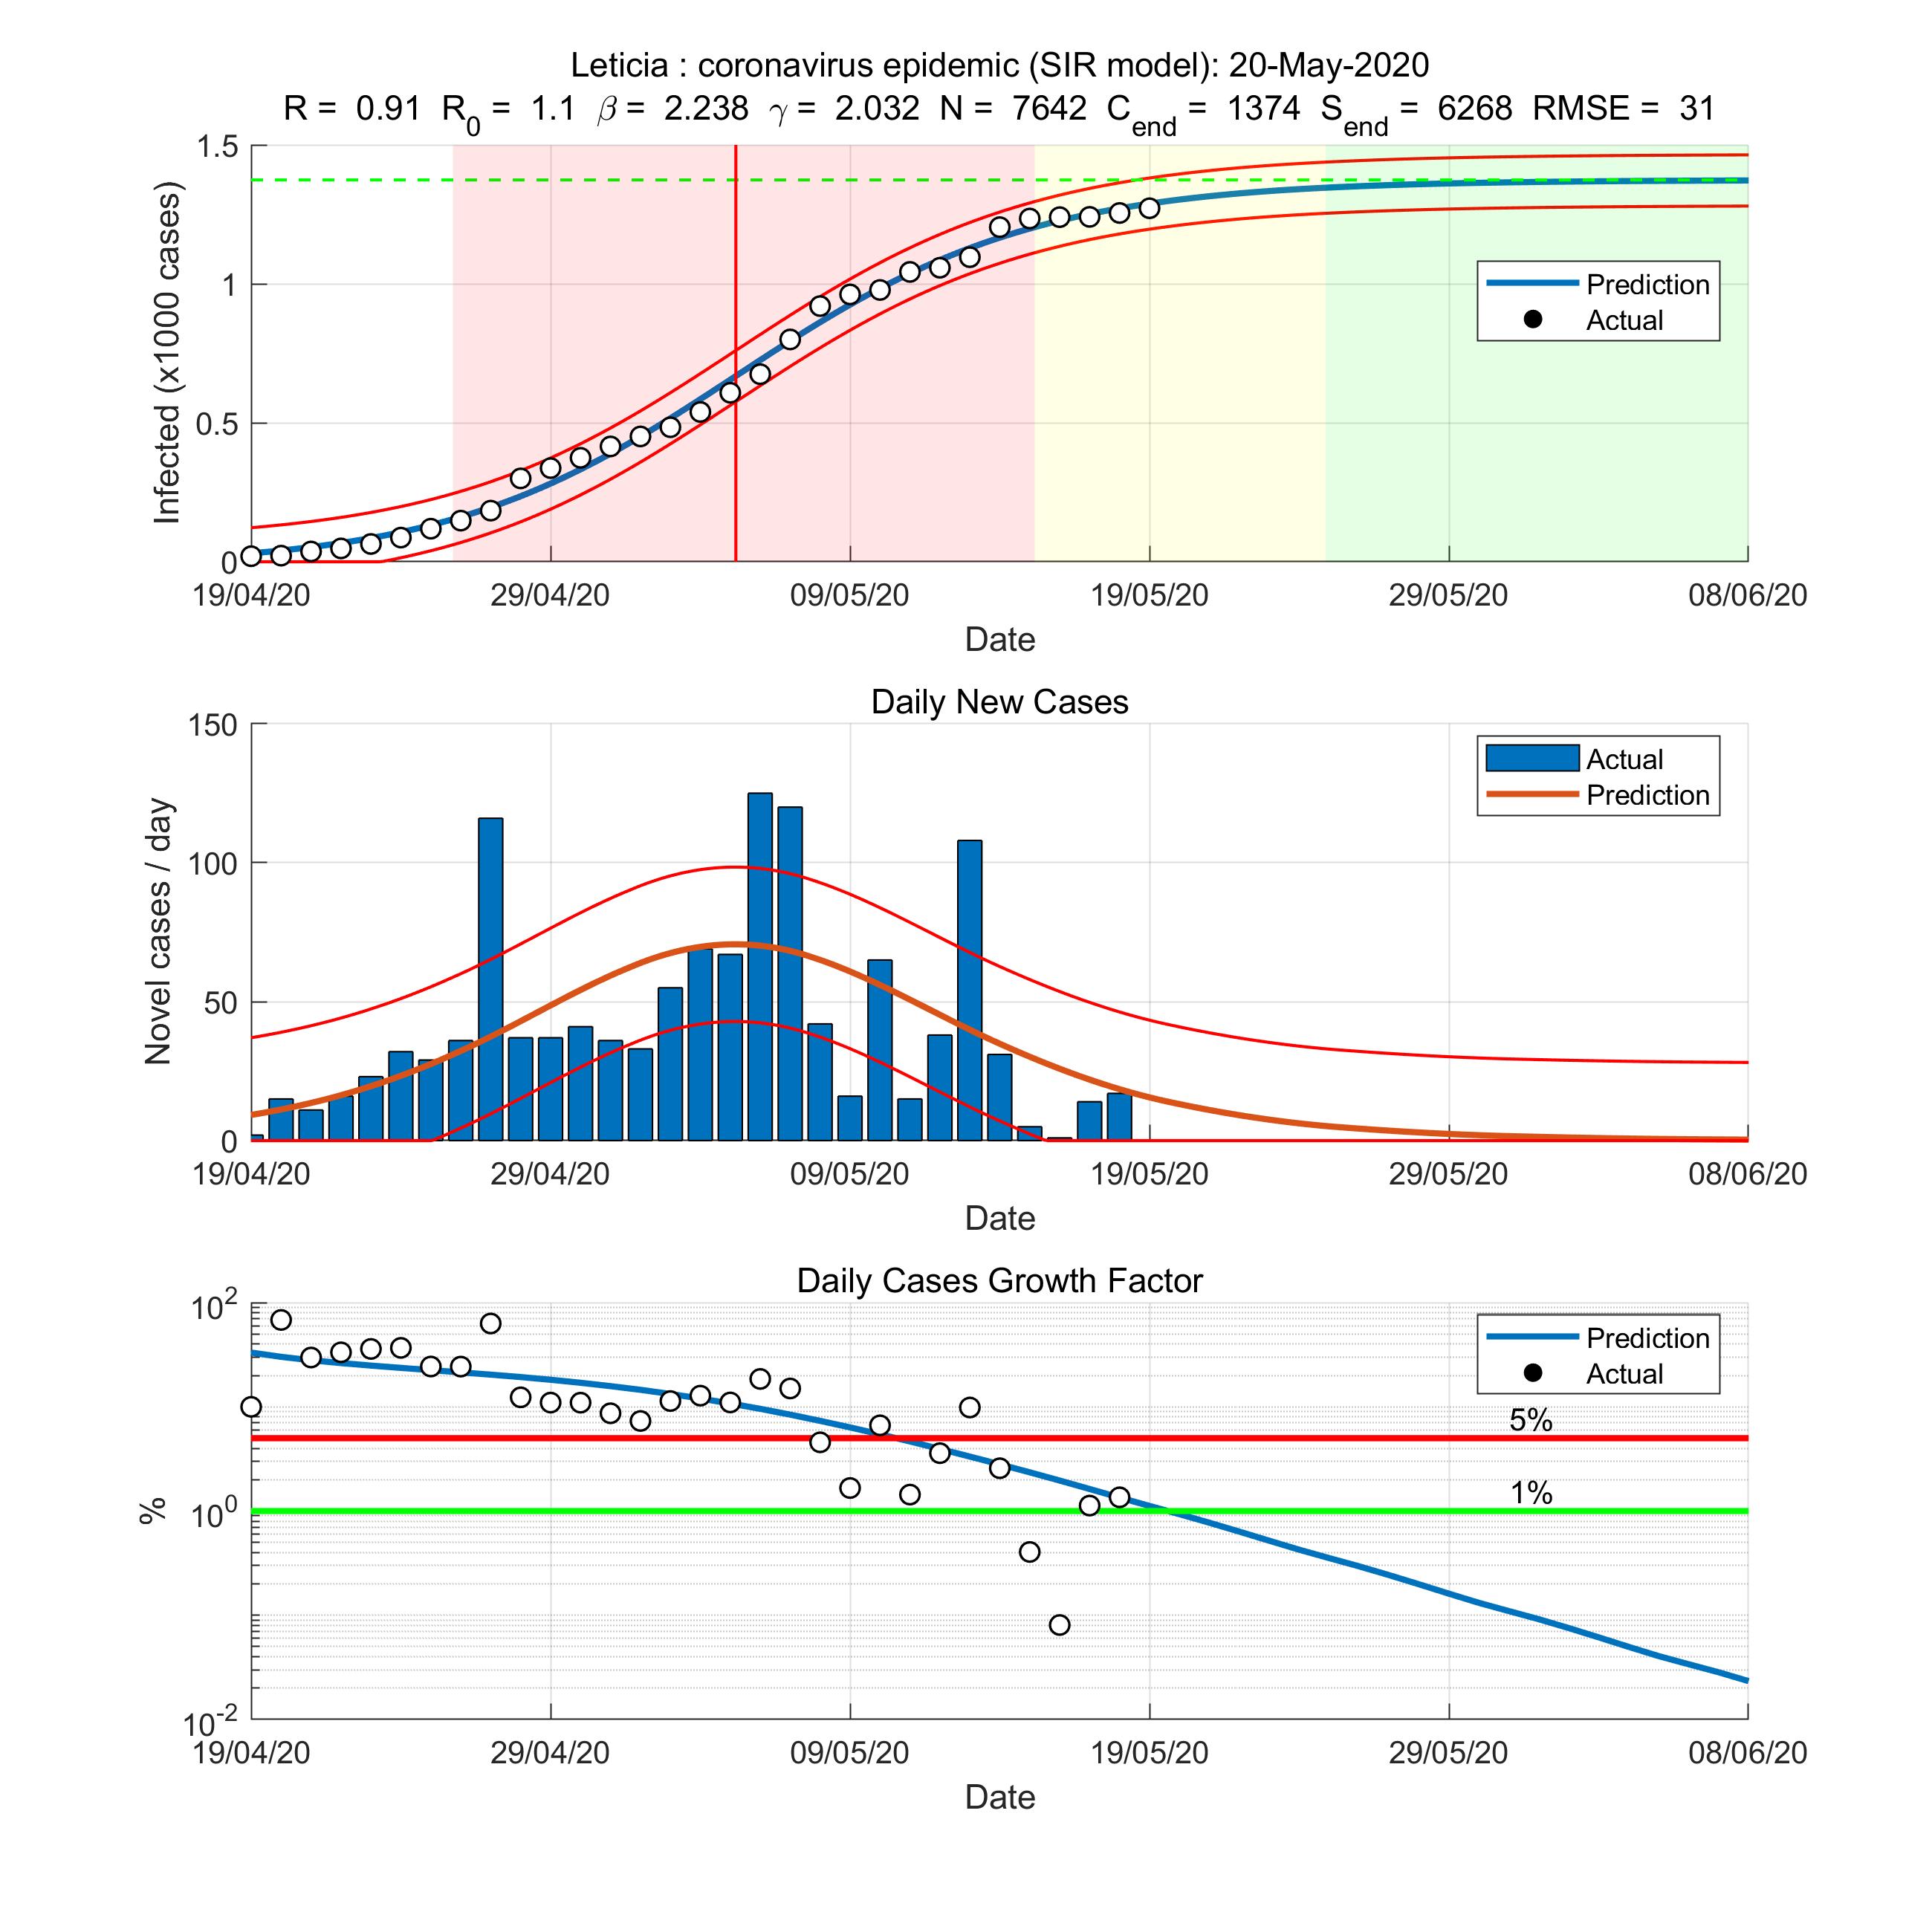 Leticia : coronavirus epidemic (SIR model): 20-May-2020
R = 0.91 R0 = 1.1 β = 2.238 γ = 2.032 N = 7642 Cend = 1374 Send = 6268 RMSE = 31
1.5
1
0.5
0
Infected (x1000 cases)
Prediction
Actual
19/04/20 29/04/20 09/05/20 19/05/20 29/05/20 08/06/20
Date
Daily New Cases
150
100
50
0
Novel cases / day
Actual
Prediction
19/04/20 29/04/20 09/05/20 19/05/20 29/05/20 08/06/20
Date
Daily Cases Growth Factor
10^2
10^0
10^-2
%
Prediction
Actual
5%
1%
19/04/20 29/04/20 09/05/20 19/05/20 29/05/20 08/06/20
Date